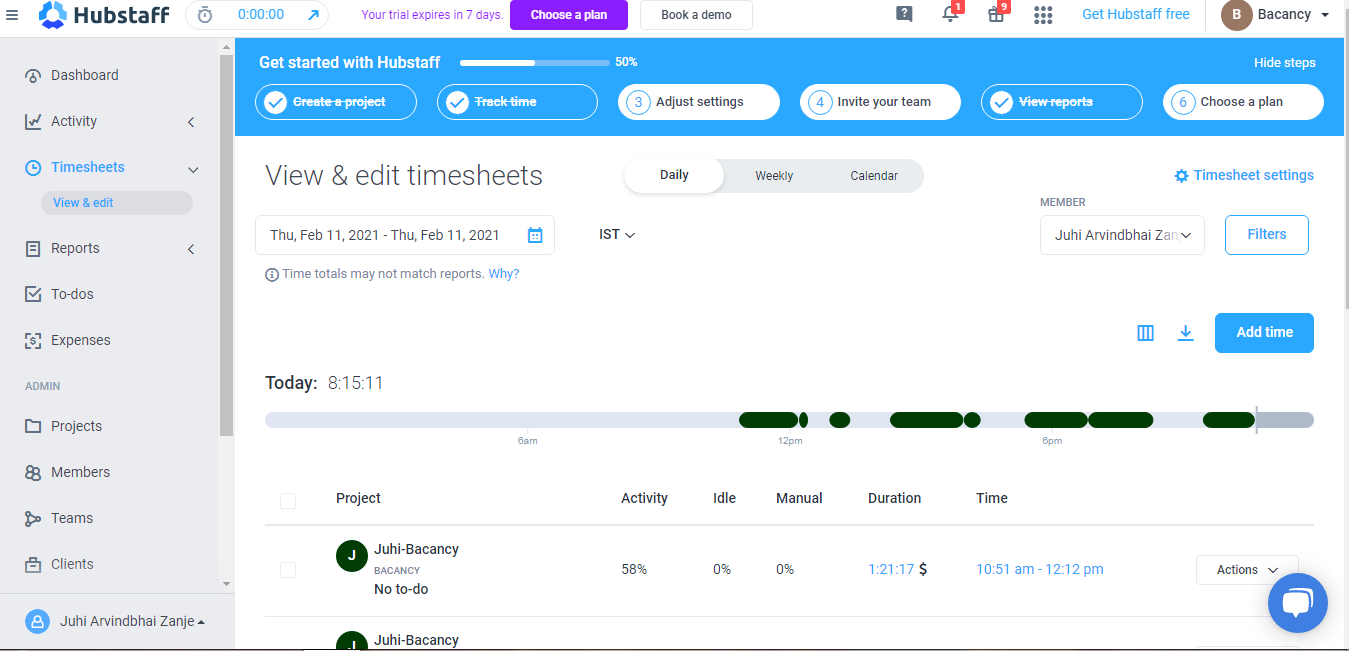 Hubstaff
0:00:00
Your trial expires in 7 days.
Choose a plan
Book a demo
?
1
9
Get Hubstaff free
B
Bacancy
Dashboard
Activity
Timesheets
View & edit
Reports
To-dos
Expenses
ADMIN
Projects
Members
Teams
Clients
Juhi Arvindbhai Zanje
Get started with Hubstaff
50%
Hide steps
Create a project
Track time
3 Adjust settings
4 Invite your team
View reports
6 Choose a plan
View & edit timesheets
Daily
Weekly
Calendar
Timesheet settings
MEMBER
Thu, Feb 11, 2021 - Thu, Feb 11, 2021
IST
Juhi Arvindbhai Zan
Filters
Time totals may not match reports. Why?
Add time
Today: 8:15:11
6am
12pm
6pm
Project
Activity
Idle
Manual
Duration
Time
J
Juhi-Bacancy
BACANCY
No to-do
58%
0%
0%
1:21:17 $
10:51 am - 12:12 pm
Actions
J
Juhi-Bacancy